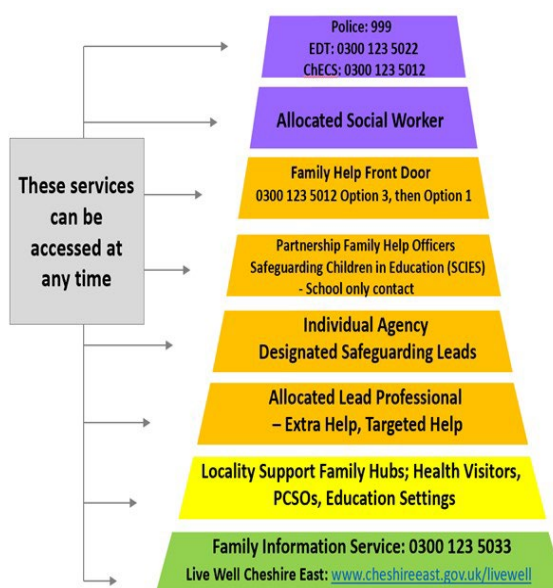 Police: 999
EDT: 0300 123 5022
ChECS: 0300 123 5012
Allocated Social Worker
These services
can be
accessed at
any time
Family Help Front Door
0300 123 5012 Option 3, then Option 1
Partnership Family Help Officers
Safeguarding Children in Education (SCIES)
- School only contact
Individual Agency
Designated Safeguarding Leads
Allocated Lead Professional
– Extra Help, Targeted Help
Locality Support Family Hubs; Health Visitors,
PCSOs, Education Settings
Family Information Service: 0300 123 5033
Live Well Cheshire East: www.cheshireeast.gov.uk/livewell